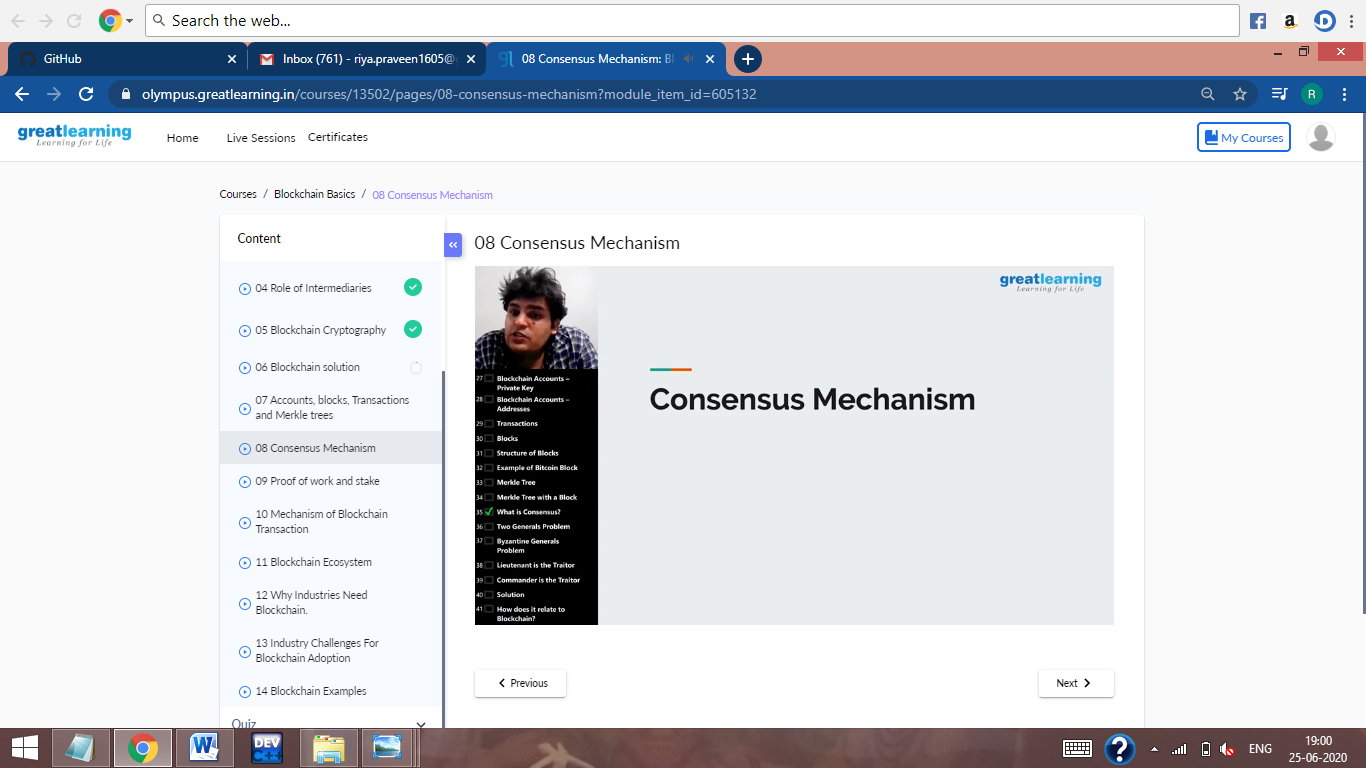 Search the web...
GitHub
Inbox (761) - riya.praveen1605@
08 Consensus Mechanism: Bl
olympus.greatlearning.in/courses/13502/pages/08-consensus-mechanism?module_item_id=605132
R
greatlearning
Learning for Life
Home
Live Sessions
Certificates
My Courses
Courses / Blockchain Basics / 08 Consensus Mechanism
Content
04 Role of Intermediaries
05 Blockchain Cryptography
06 Blockchain solution
07 Accounts, blocks, Transactions
and Merkle trees
08 Consensus Mechanism
09 Proof of work and stake
10 Mechanism of Blockchain
Transaction
11 Blockchain Ecosystem
12 Why Industries Need
Blockchain.
13 Industry Challenges For
Blockchain Adoption
14 Blockchain Examples
Quiz
08 Consensus Mechanism
greatlearning
Learning for Life
27 Blockchain Accounts –
Private Key
28 Blockchain Accounts –
Addresses
29 Transactions
30 Blocks
31 Structure of Blocks
32 Example of Bitcoin Block
33 Merkle Tree
34 Merkle Tree with a Block
35 What is Consensus?
36 Two Generals Problem
37 Byzantine Generals
Problem
38 Lieutenant is the Traitor
39 Commander is the Traitor
40 Solution
41 How does it relate to
Blockchain?
Consensus Mechanism
Previous
Next
DEV
C++
ENG
19:00
25-06-2020